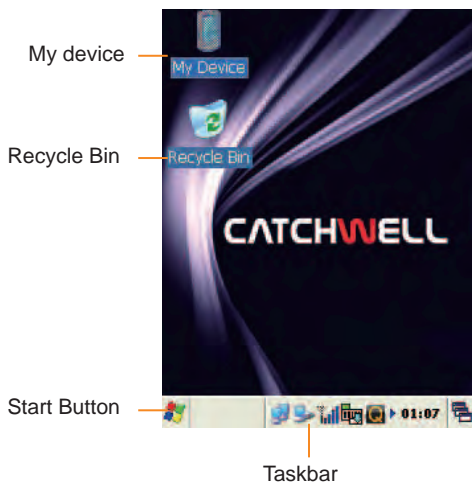 My device
My Device
Recycle Bin
Recycle Bin
CATCHWELL
Start Button
01:07
Taskbar